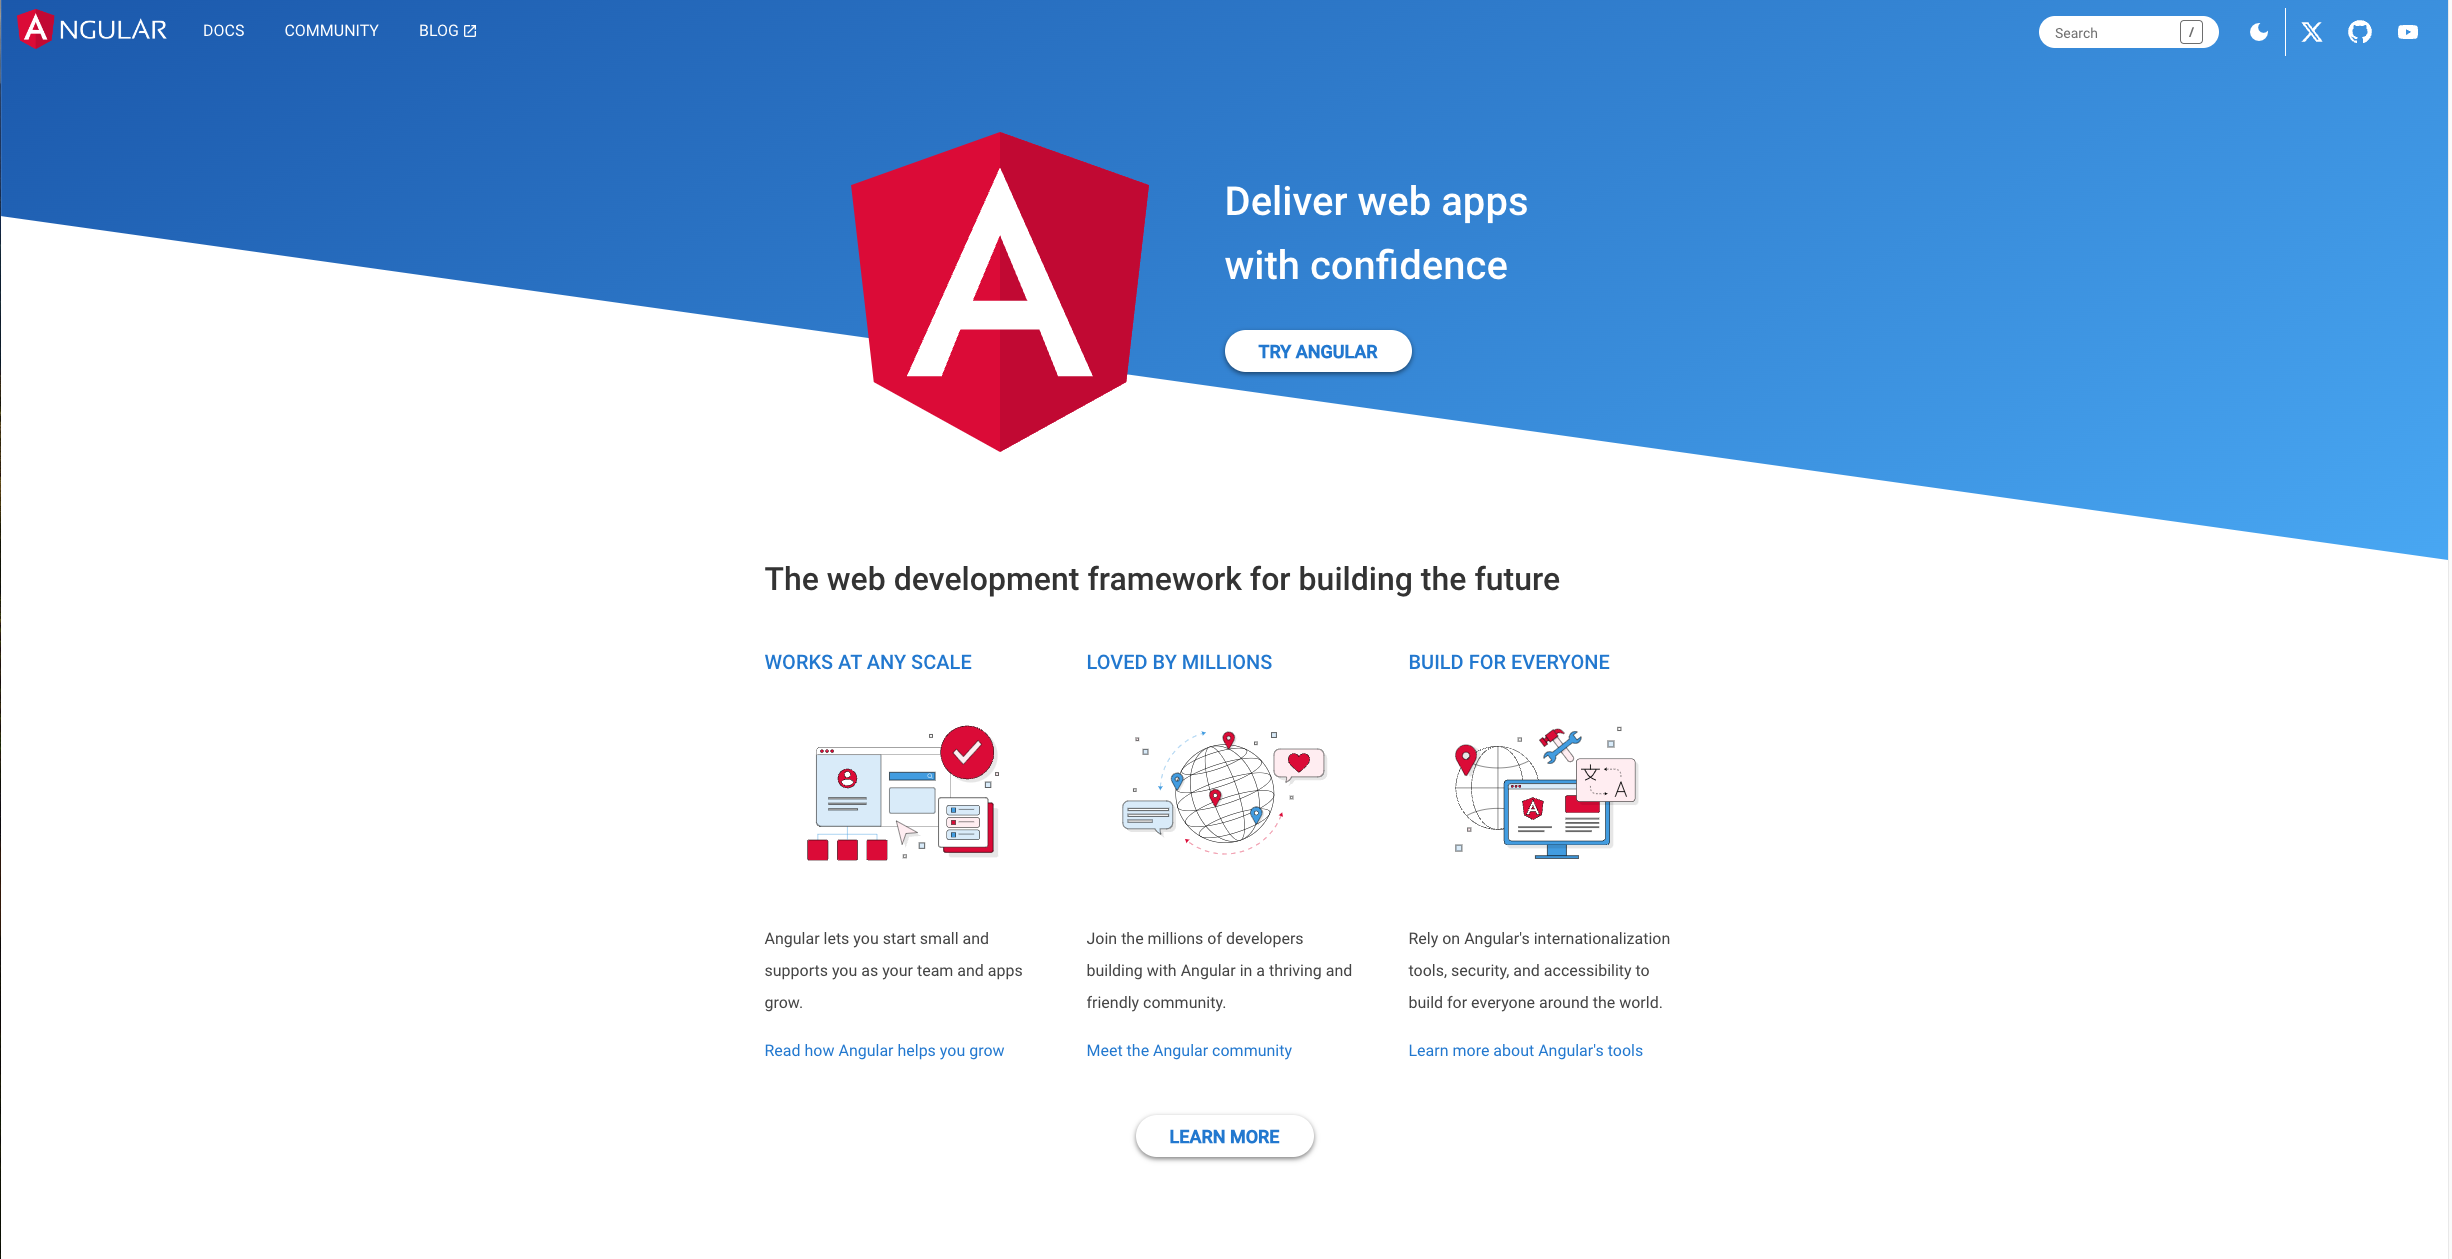 ANGULAR
DOCS
COMMUNITY
BLOG
Search
/
Deliver web apps
with confidence
TRY ANGULAR
The web development framework for building the future
WORKS AT ANY SCALE
LOVED BY MILLIONS
BUILD FOR EVERYONE
文
A
Angular lets you start small and
supports you as your team and apps
grow.
Read how Angular helps you grow
Join the millions of developers
building with Angular in a thriving and
friendly community.
Meet the Angular community
Rely on Angular's internationalization
tools, security, and accessibility to
build for everyone around the world.
Learn more about Angular's tools
LEARN MORE